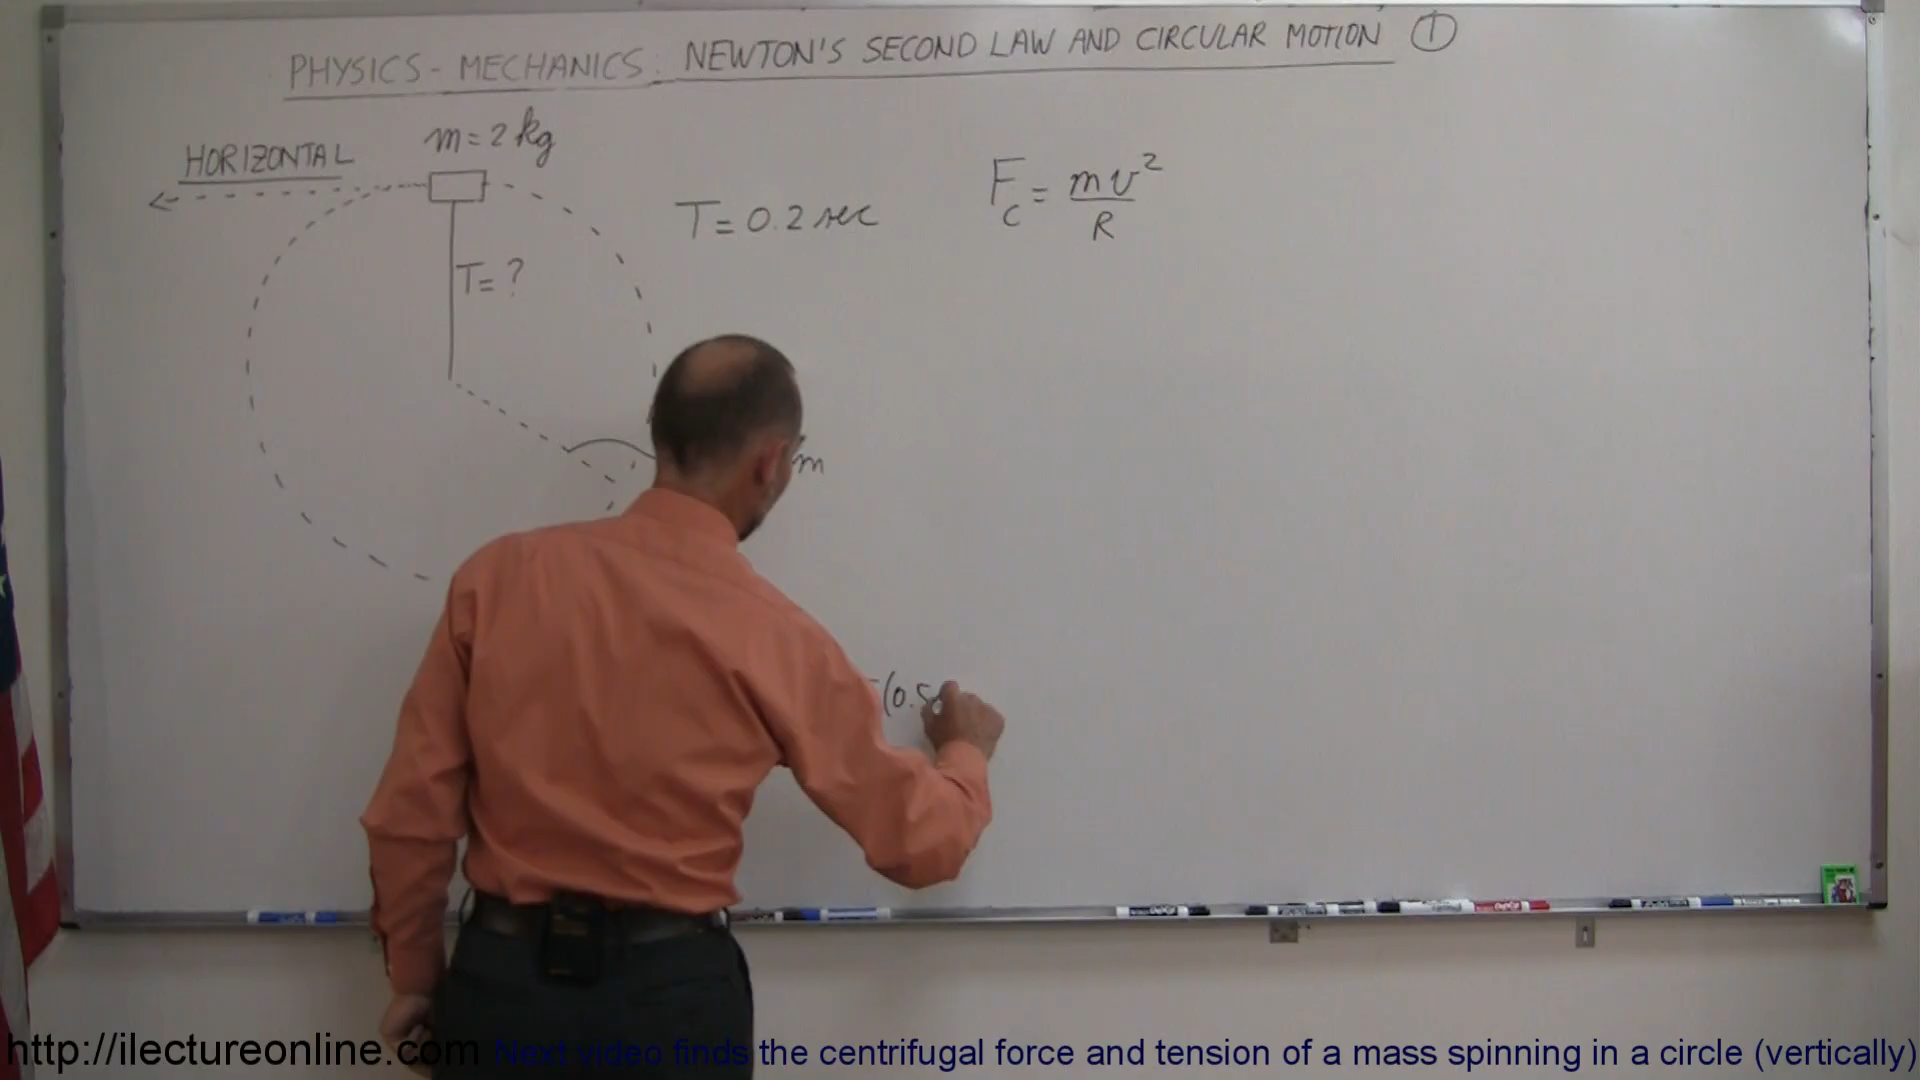 PHYSICS - MECHANICS: NEWTON'S SECOND LAW AND CIRCULAR MOTION ①
HORIZONTAL
m = 2 kg
T = 0.2 sec
F_c = mv²/R
T = ?
m
(0.5
http://ilectureonline.com Next video finds the centrifugal force and tension of a mass spinning in a circle (vertically)